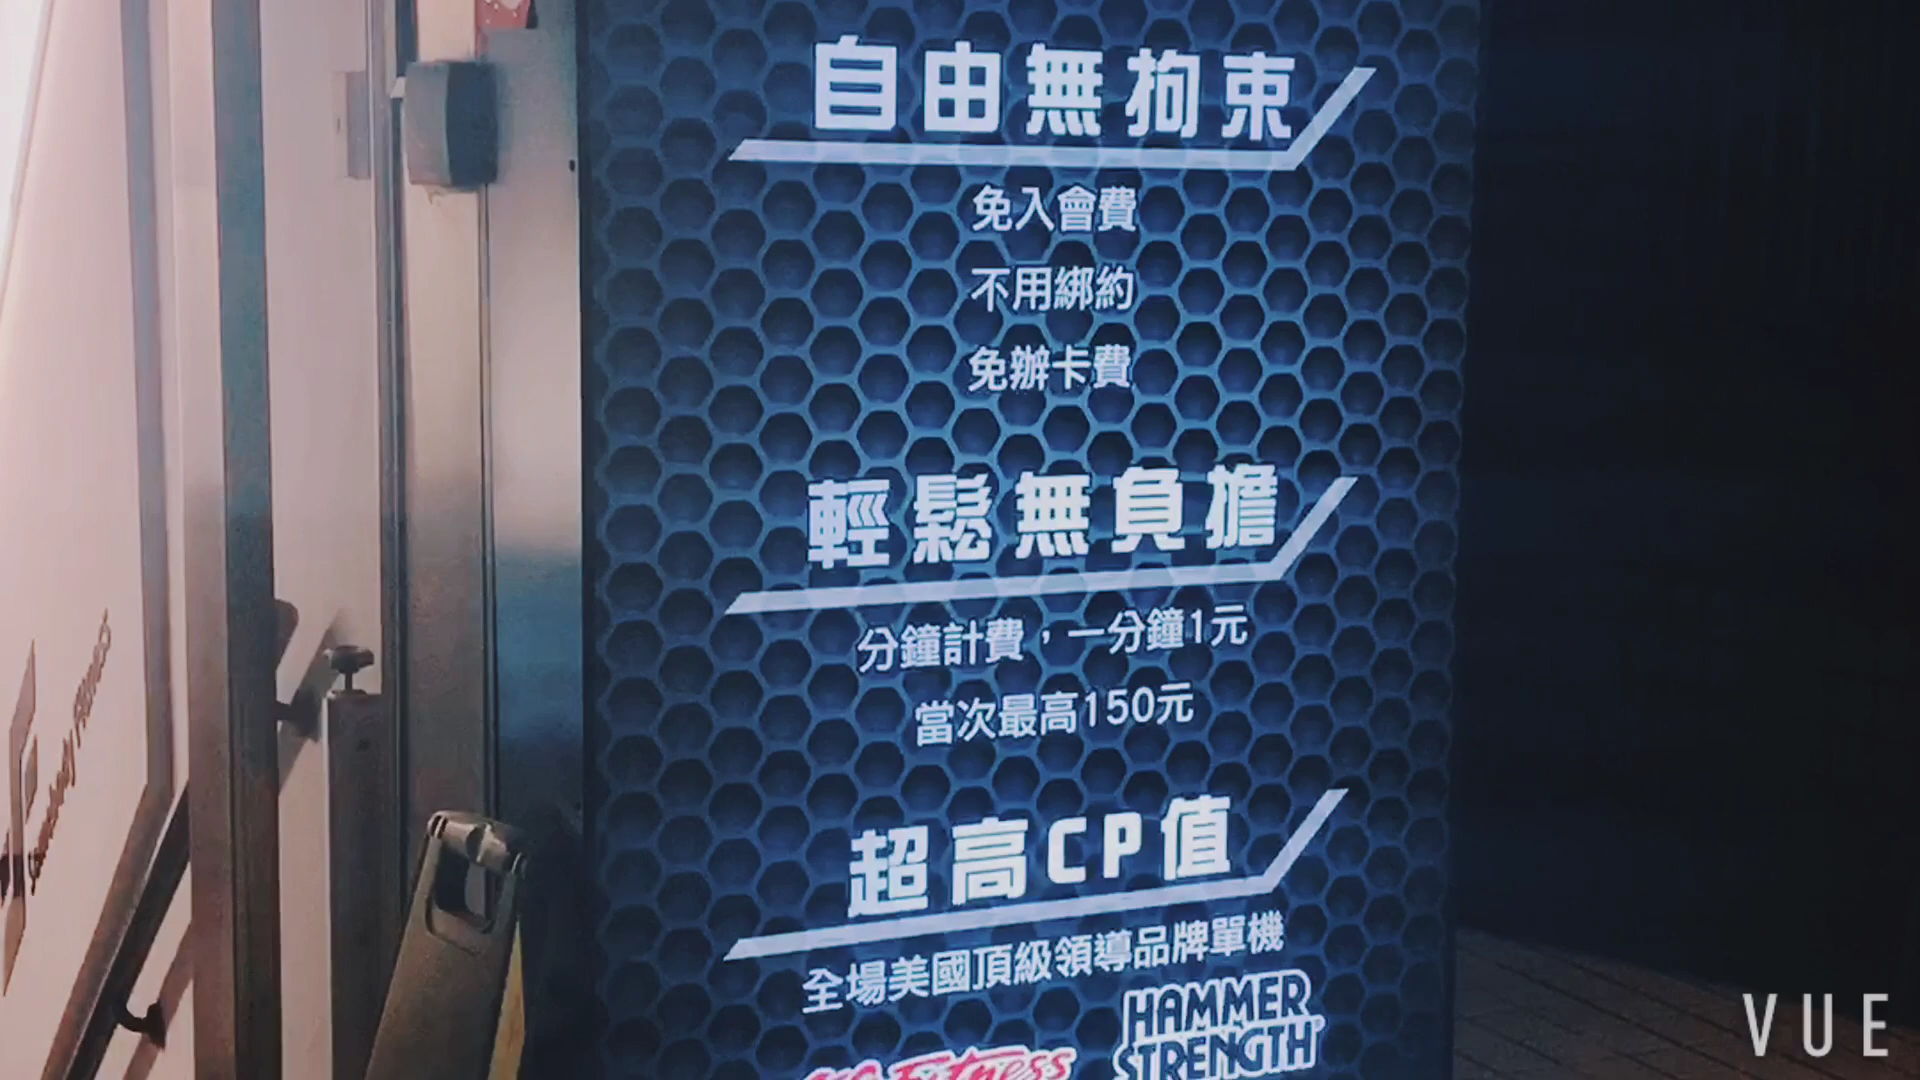 自由無拘束
免入會費
不用綁約
免辦卡費
輕鬆無負擔
分鐘計費，一分鐘1元
當次最高150元
超高CP值
全場美國頂級領導品牌單機
HAMMER
STRENGTH
Fitness
VUE